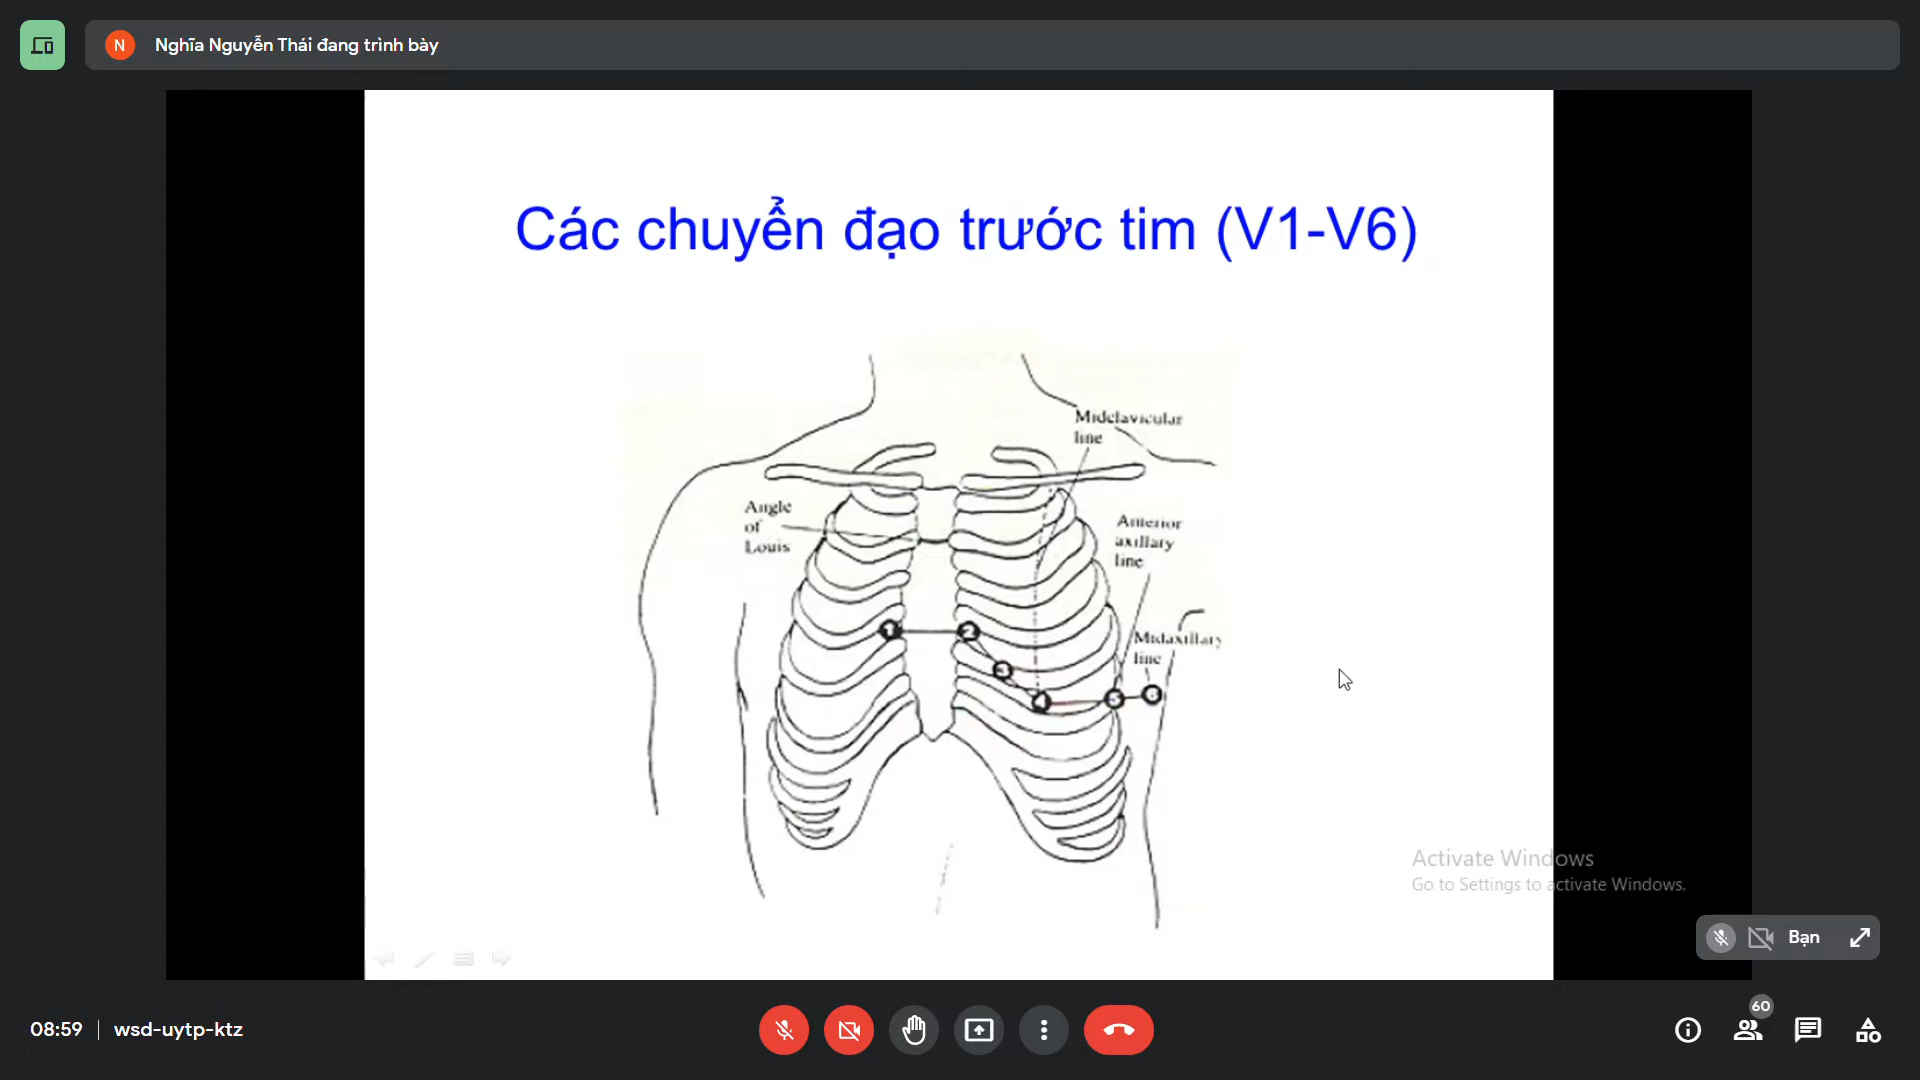 N Nghĩa Nguyễn Thái đang trình bày
Các chuyển đạo trước tim (V1-V6)
Midclavicular
line
Angle
of
Louis
Anterior
axillary
line
1
2
Midaxillary
line
3
4
5
6
Activate Windows
Go to Settings to activate Windows.
Bạn
60
08:59 | wsd-uytp-ktz